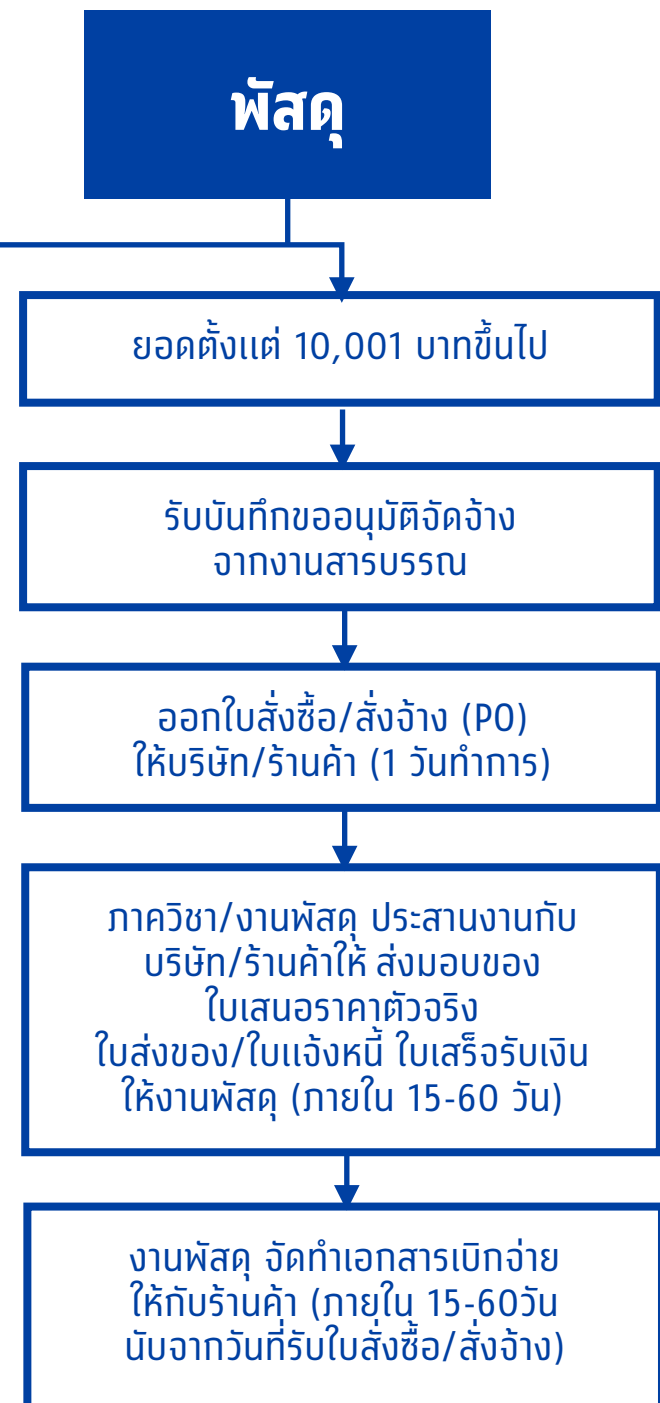 พัสดุ
ยอดตั้งแต่ 10,001 บาทขึ้นไป
รับบันทึกขออนุมัติจัดจ้าง
จากงานสารบรรณ
ออกใบสั่งซื้อ/สั่งจ้าง (PO)
ให้บริษัท/ร้านค้า (1 วันทำการ)
ภาควิชา/งานพัสดุ ประสานงานกับ
บริษัท/ร้านค้าให้ ส่งมอบของ
ใบเสนอราคาตัวจริง
ใบส่งของ/ใบแจ้งหนี้ ใบเสร็จรับเงิน
ให้งานพัสดุ (ภายใน 15-60 วัน)
งานพัสดุ จัดทำเอกสารเบิกจ่าย
ให้กับร้านค้า (ภายใน 15-60วัน
นับจากวันที่รับใบสั่งซื้อ/สั่งจ้าง)